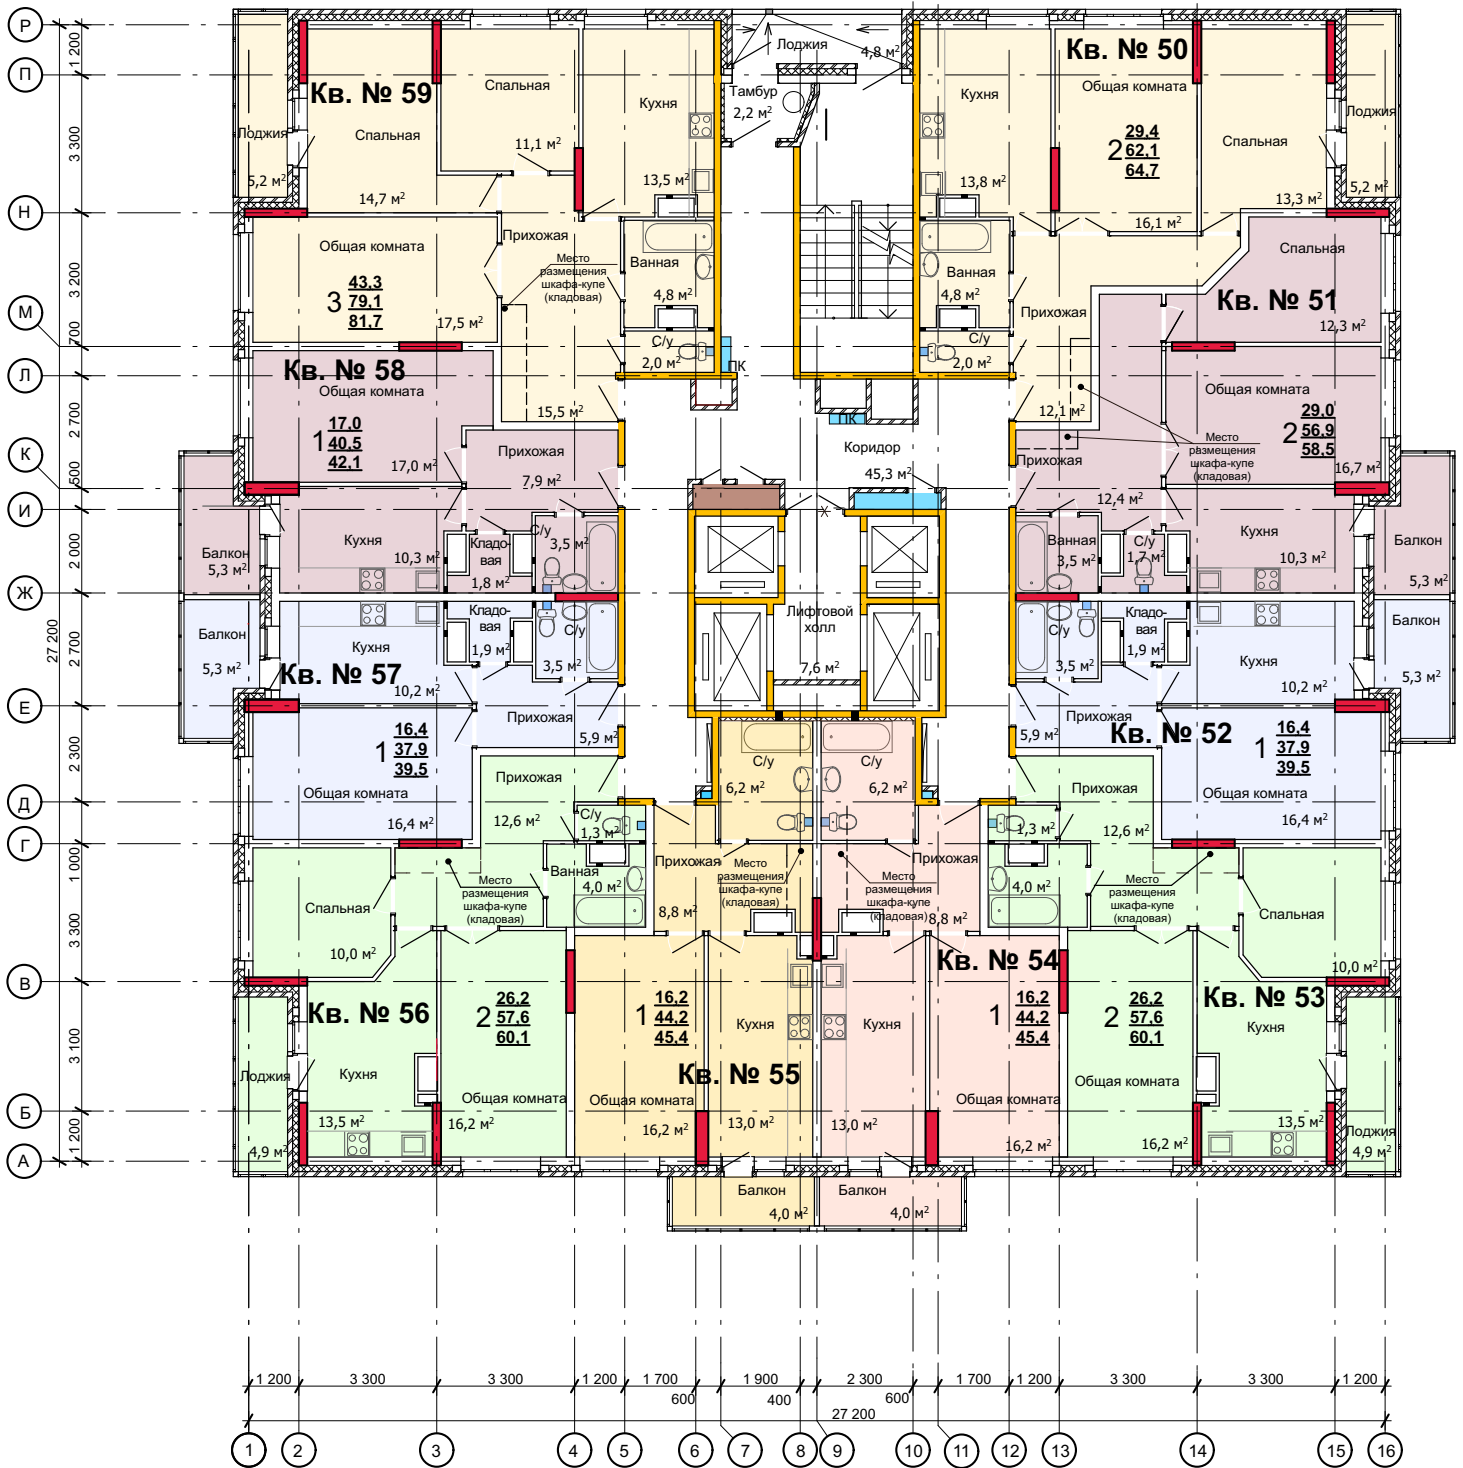 Р
П
Н
М
Л
К
И
Ж
Е
Д
Г
В
Б
А
1 200
3 300
3 200
700
2 700
500
2 000
2 700
2 300
1 000
3 300
3 100
1 200
27 200
Кв. № 59
Лоджия
5,2 м²
Спальная
14,7 м²
Спальная
11,1 м²
Кухня
13,5 м²
Общая комната
3
43,3
79,1
81,7
17,5 м²
Прихожая
Место
размещения
шкафа-купе
(кладовая)
15,5 м²
Ванная
4,8 м²
С/у
2,0 м²
Лоджия
4,8 м²
Тамбур
2,2 м²
ПК
ПК
Коридор
45,3 м²
Лифтовой
холл
7,6 м²
Кв. № 50
Кухня
13,8 м²
Общая комната
2
29,4
62,1
64,7
16,1 м²
Спальная
13,3 м²
Лоджия
5,2 м²
Ванная
4,8 м²
С/у
2,0 м²
Прихожая
12,1 м²
Кв. № 51
Спальная
12,3 м²
Общая комната
2
29,0
56,9
58,5
16,7 м²
Место
размещения
шкафа-купе
(кладовая)
Прихожая
12,4 м²
Ванная
3,5 м²
С/у
1,7 м²
Кухня
10,3 м²
Балкон
5,3 м²
Кв. № 58
Общая комната
1
17,0
40,5
42,1
17,0 м²
Прихожая
7,9 м²
Балкон
5,3 м²
Кухня
10,3 м²
Кладо-
вая
1,8 м²
С/у
3,5 м²
Кв. № 57
Балкон
5,3 м²
Кухня
10,2 м²
Кладо-
вая
1,9 м²
С/у
3,5 м²
Прихожая
5,9 м²
1
16,4
37,9
39,5
Общая комната
16,4 м²
Кв. № 52
С/у
3,5 м²
Кладо-
вая
1,9 м²
Кухня
10,2 м²
Балкон
5,3 м²
Прихожая
5,9 м²
1
16,4
37,9
39,5
Общая комната
16,4 м²
Кв. № 56
Прихожая
12,6 м²
С/у
1,3 м²
Ванная
4,0 м²
Место
размещения
шкафа-купе
(кладовая)
Спальная
10,0 м²
2
26,2
57,6
60,1
Лоджия
4,9 м²
Кухня
13,5 м²
Общая комната
16,2 м²
Кв. № 55
С/у
6,2 м²
Прихожая
8,8 м²
Место
размещения
шкафа-купе
(кладовая)
1
16,2
44,2
45,4
Кухня
13,0 м²
Общая комната
16,2 м²
Балкон
4,0 м²
Кв. № 54
С/у
6,2 м²
Прихожая
8,8 м²
Место
размещения
шкафа-купе
(кладовая)
1
16,2
44,2
45,4
Кухня
13,0 м²
Общая комната
16,2 м²
Балкон
4,0 м²
Кв. № 53
Прихожая
12,6 м²
1,3 м²
4,0 м²
Место
размещения
шкафа-купе
(кладовая)
Спальная
10,0 м²
2
26,2
57,6
60,1
Общая комната
16,2 м²
Кухня
13,5 м²
Лоджия
4,9 м²
1 200
3 300
3 300
1 200
1 700
600
1 900
400
2 300
600
1 700
1 200
3 300
3 300
1 200
27 200
1
2
3
4
5
6
7
8
9
10
11
12
13
14
15
16